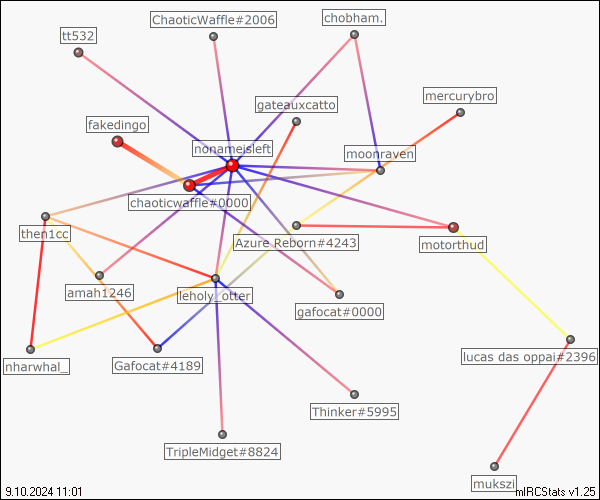 ChaoticWaffle#2006
chobham.
tt532
mercurybro
gateauxcatto
fakedingo
nonameisleft
moonraven
chaoticwaffle#0000
then1cc
Azure Reborn#4243
motorthud
amah1246
leholy_otter
gafocat#0000
lucas das oppai#2396
nharwhal_
Gafocat#4189
Thinker#5995
TripleMidget#8824
mukszi
9.10.2024 11:01
mIRCStats v1.25